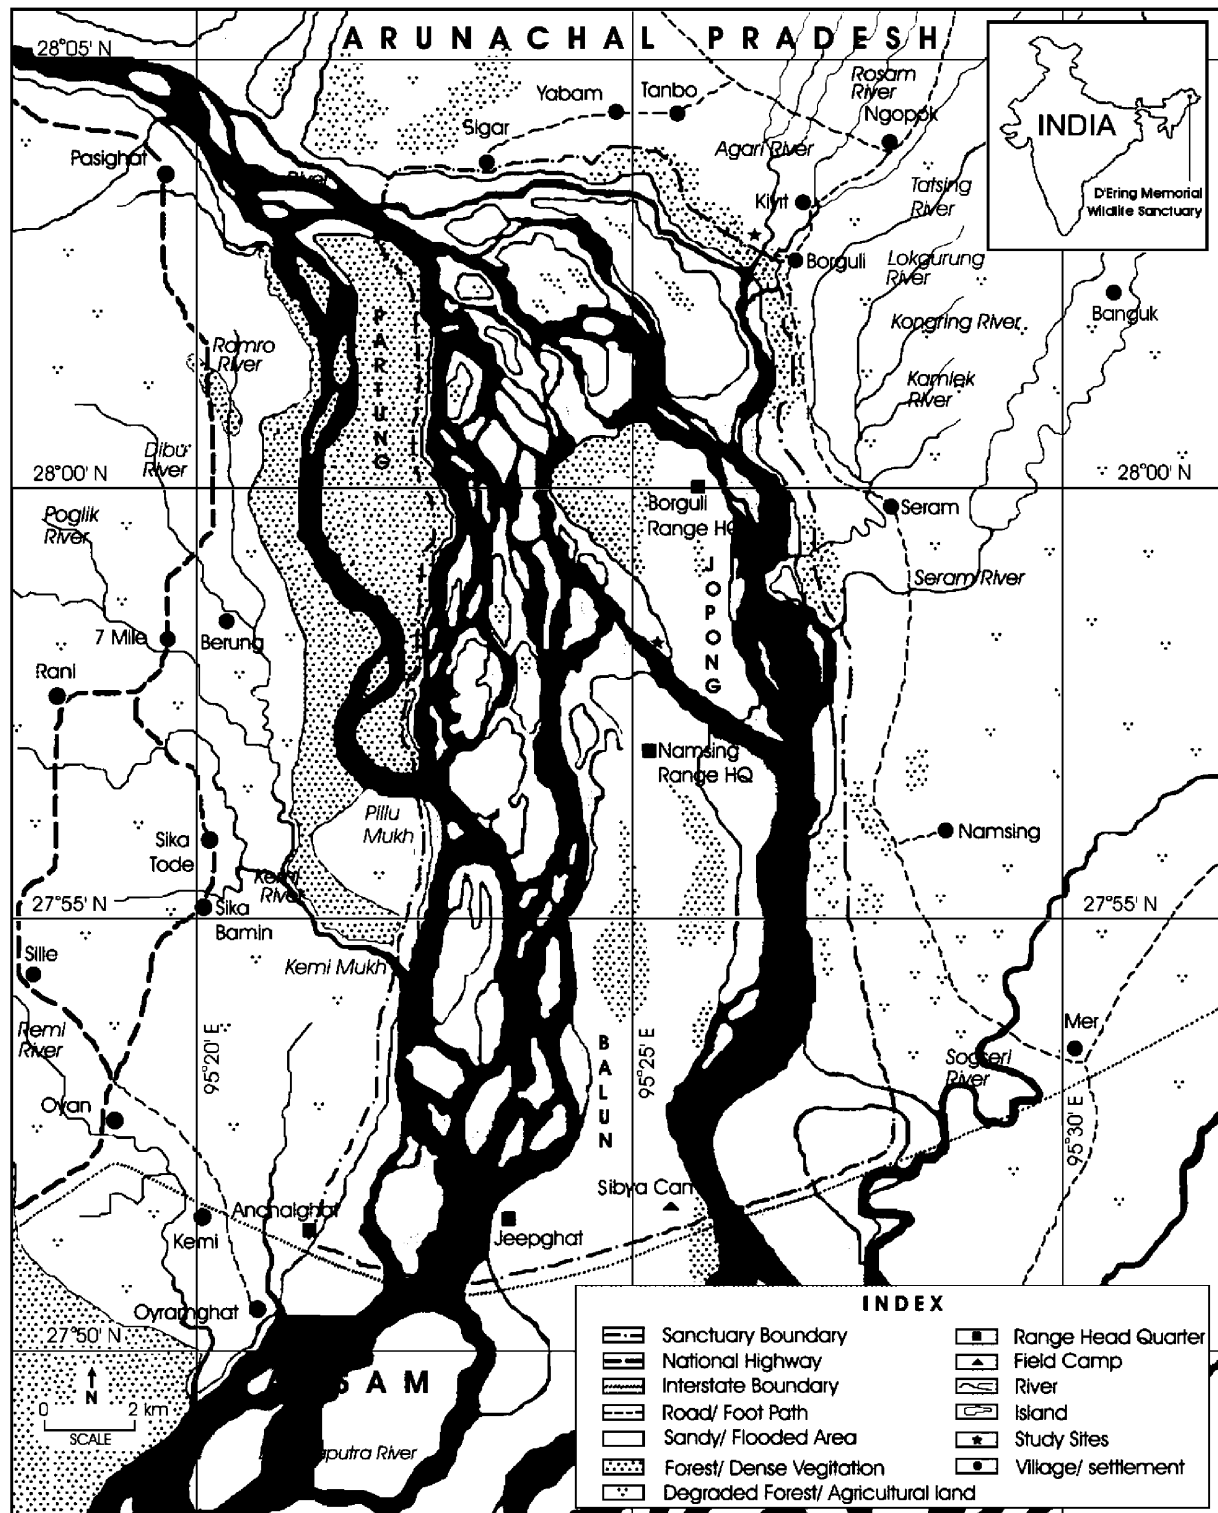 ARUNACHAL PRADESH
28°05' N
Yabam
Tanbo
Rosam
River
Ngopok
INDIA
D'Ering Memorial
Wildlife Sanctuary
Sigar
Agari River
Pasighat
River
Kiyit
Tatsing
River
Borguli
Lokgurung
River
Banguk
PARTUNG
Kongring River
Ramro
River
Kamlek
River
Dibu
River
28°00' N
28°00' N
Poglik
River
Borguli
Range HQ
Seram
JOPONG
Seram River
7 Mile
Berung
Rani
Namsing
Range HQ
Pillu
Mukh
Sika
Tode
Namsing
Kemi
River
27°55' N
27°55' N
Sika
Bamin
Sille
Kemi Mukh
Remi
River
95°20' E
BALUN
95°25' E
Mer
Sogseri
River
Oyan
95°30' E
Sibya Cam
Anchalghat
Kemi
Jeepghat
Oyramghat
27°50' N
N
SAM
0 2 km
SCALE
aputra River
INDEX
Sanctuary Boundary
National Highway
Interstate Boundary
Road/ Foot Path
Sandy/ Flooded Area
Forest/ Dense Vegitation
Degraded Forest/ Agricultural land
Range Head Quarter
Field Camp
River
Island
Study Sites
Village/ settlement